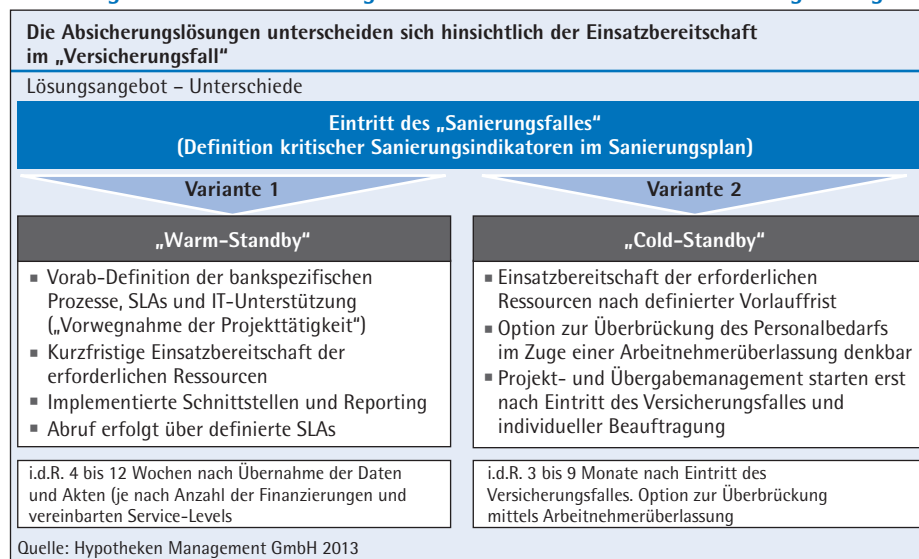 Die Absicherungslösungen unterscheiden sich hinsichtlich der Einsatzbereitschaft
im „Versicherungsfall"
Lösungsangebot – Unterschiede
Eintritt des „Sanierungsfalles"
(Definition kritischer Sanierungsindikatoren im Sanierungsplan)
Variante 1
„Warm-Standby"
▪ Vorab-Definition der bankspezifischen
Prozesse, SLAs und IT-Unterstützung
(„Vorwegnahme der Projekttätigkeit")
▪ Kurzfristige Einsatzbereitschaft der
erforderlichen Ressourcen
▪ Implementierte Schnittstellen und Reporting
▪ Abruf erfolgt über definierte SLAs
i.d.R. 4 bis 12 Wochen nach Übernahme der Daten
und Akten (je nach Anzahl der Finanzierungen und
vereinbarten Service-Levels
Variante 2
„Cold-Standby"
▪ Einsatzbereitschaft der erforderlichen
Ressourcen nach definierter Vorlauffrist
▪ Option zur Überbrückung des Personalbedarfs
im Zuge einer Arbeitnehmerüberlassung denkbar
▪ Projekt- und Übergabemanagement starten erst
nach Eintritt des Versicherungsfalles und
individueller Beauftragung
i.d.R. 3 bis 9 Monate nach Eintritt des
Versicherungsfalles. Option zur Überbrückung
mittels Arbeitnehmerüberlassung
Quelle: Hypotheken Management GmbH 2013